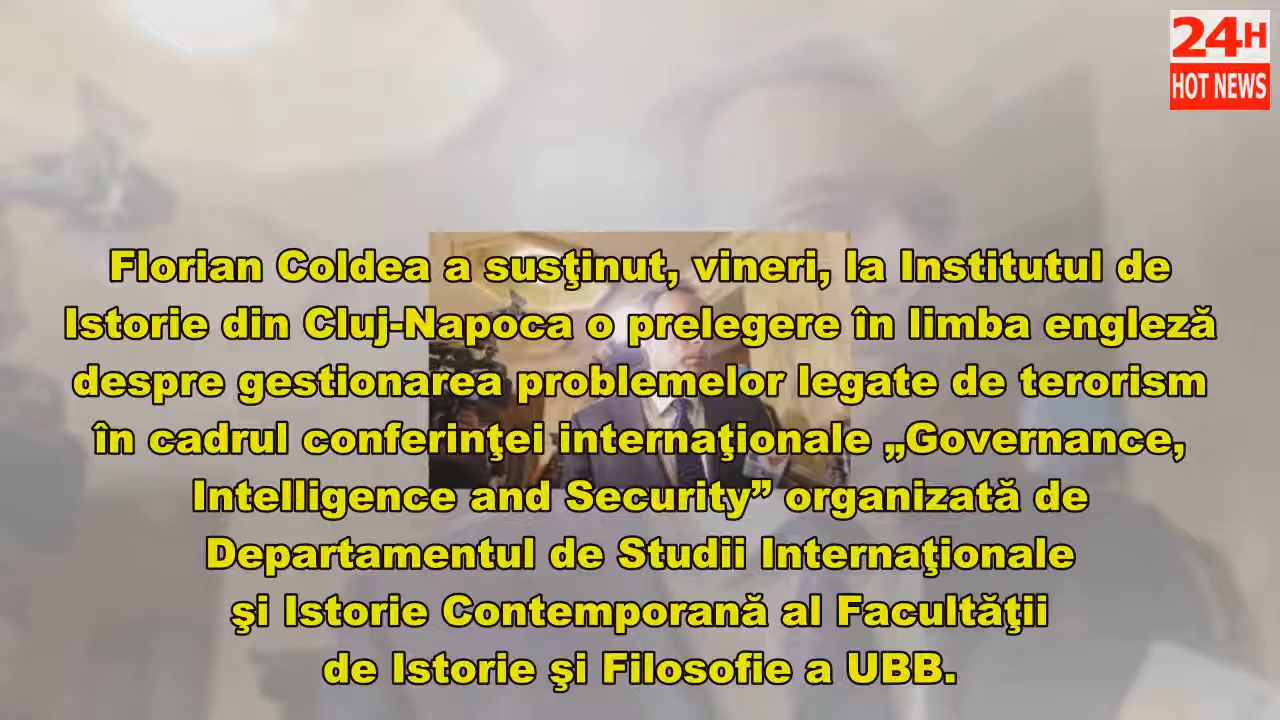 24H
HOT NEWS
Florian Coldea a susţinut, vineri, la Institutul de
Istorie din Cluj-Napoca o prelegere în limba engleză
despre gestionarea problemelor legate de terorism
în cadrul conferinţei internaţionale „Governance,
Intelligence and Security” organizată de
Departamentul de Studii Internaţionale
şi Istorie Contemporană al Facultăţii
de Istorie şi Filosofie a UBB.